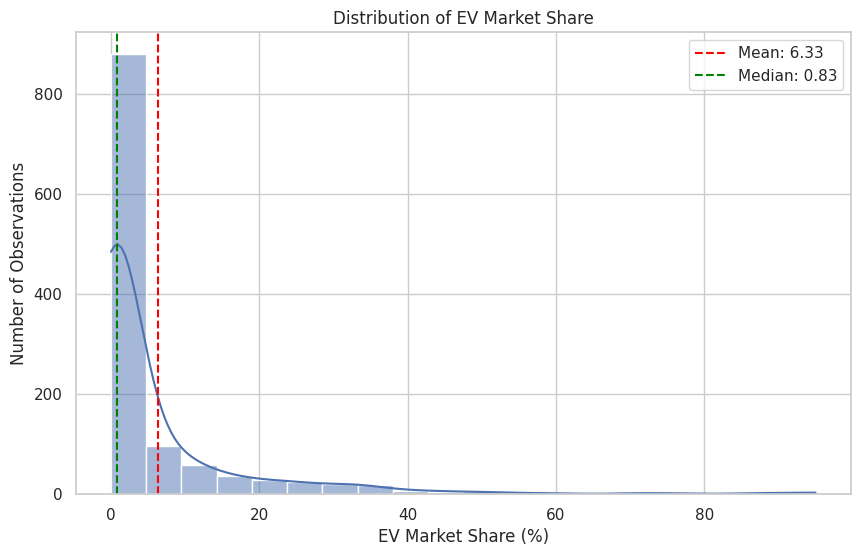 Distribution of EV Market Share
Mean: 6.33
Median: 0.83
800
600
400
200
0
Number of Observations
0 20 40 60 80
EV Market Share (%)